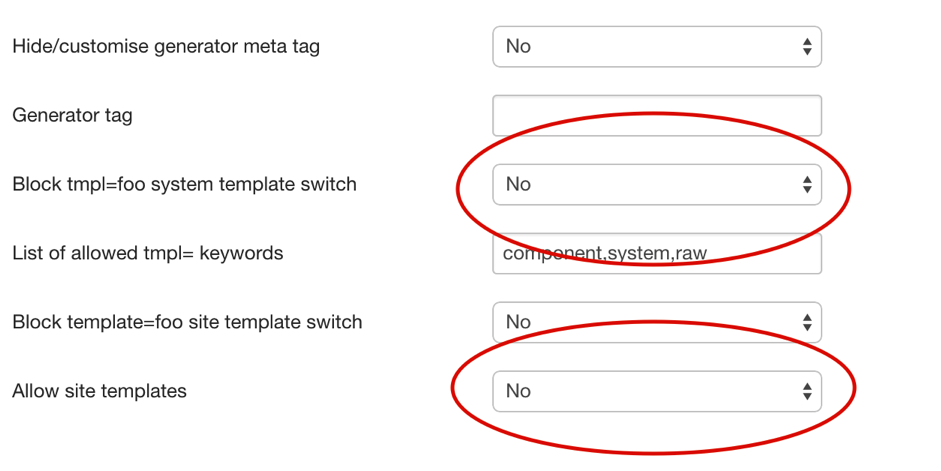 Hide/customise generator meta tag No
Generator tag
Block tmpl=foo system template switch No
List of allowed tmpl= keywords component,system,raw
Block template=foo site template switch No
Allow site templates No